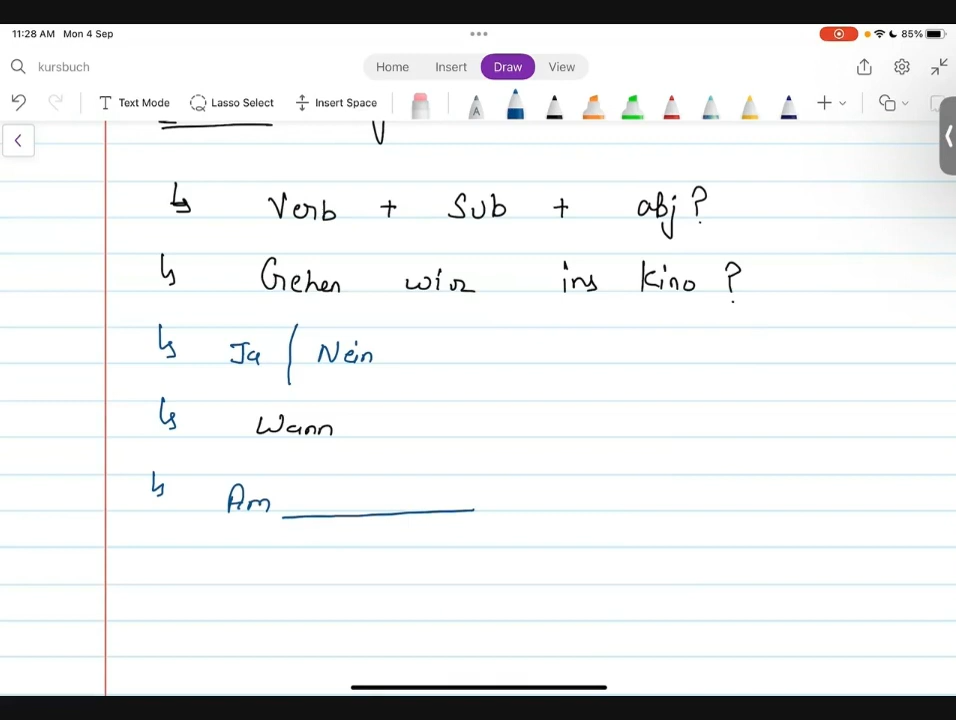 11:28 AM Mon 4 Sep 85%
kursbuch Home Insert Draw View
Text Mode Lasso Select Insert Space A
Verb + Sub + obj ?
Gehen wir ins Kino ?
Ja / Nein
Wann
Am ________